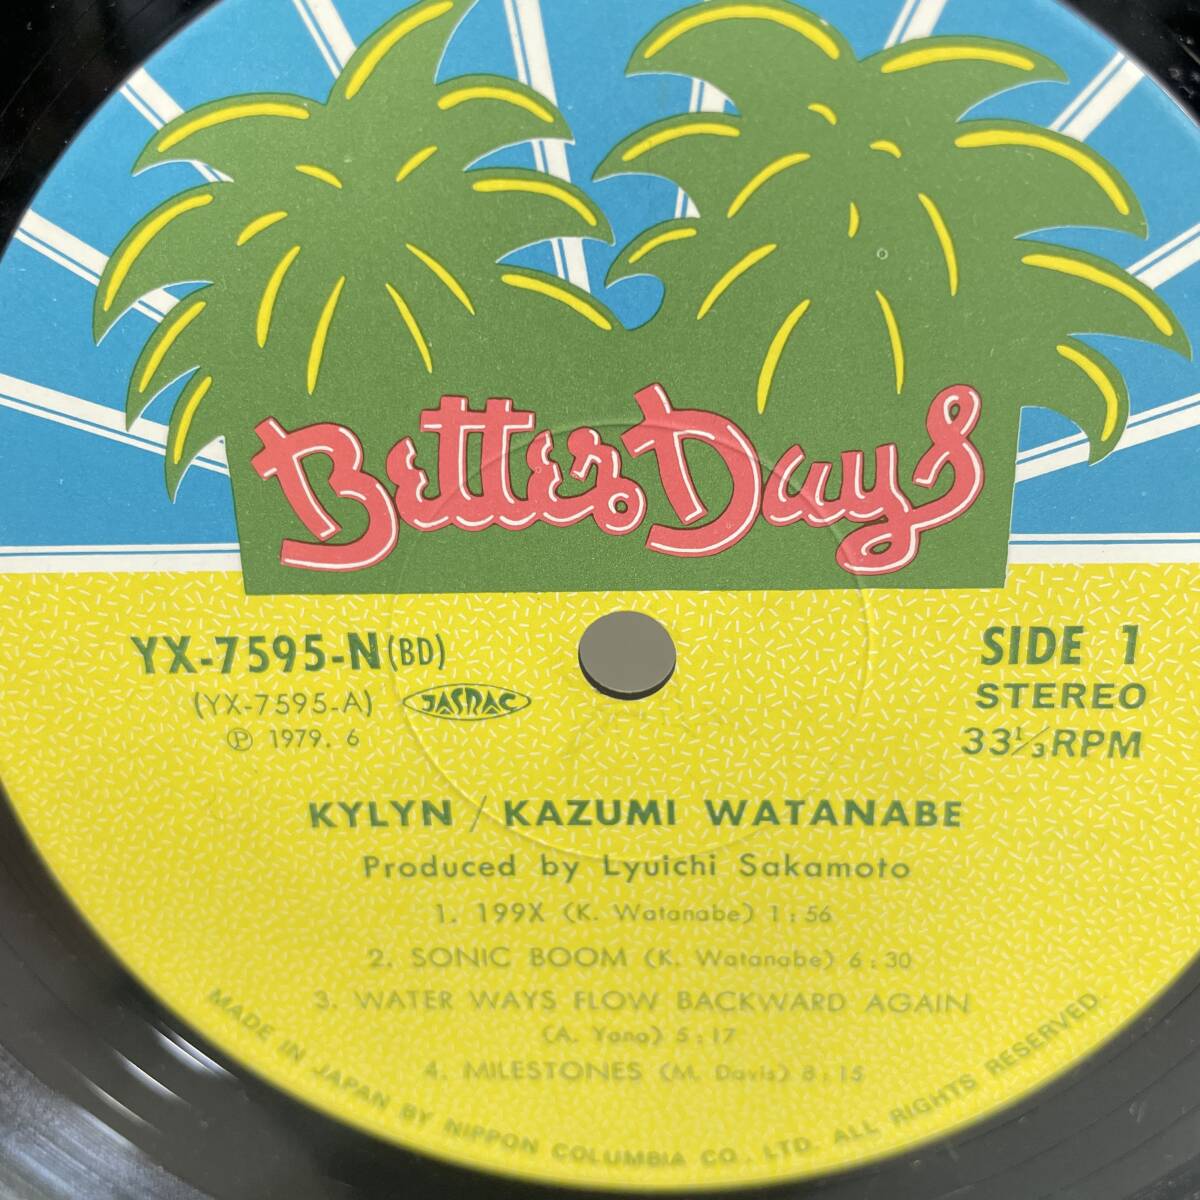 Better Days
YX-7595-N(BD)
(YX-7595-A)
JASRAC
Ⓟ 1979. 6
SIDE 1
STEREO
33⅓RPM
KYLYN / KAZUMI WATANABE
Produced by Lyuichi Sakamoto
1. 199X (K. Watanabe) 1:56
2. SONIC BOOM (K. Watanabe) 6:30
3. WATER WAYS FLOW BACKWARD AGAIN
(A. Yano) 5:17
4. MILESTONES (M. Davis) 8:15
MADE IN JAPAN BY NIPPON COLUMBIA CO., LTD. ALL RIGHTS RESERVED